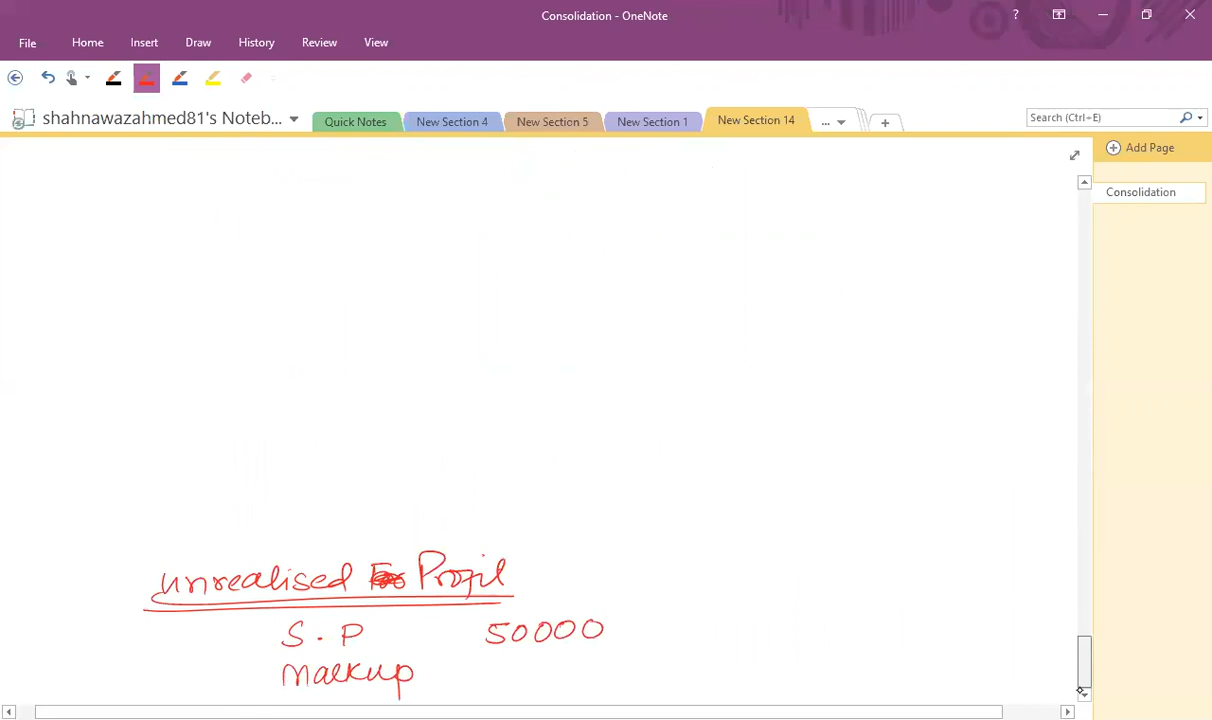 Consolidation - OneNote
?
File Home Insert Draw History Review View
shahnawazahmed81's Noteb... Quick Notes New Section 4 New Section 5 New Section 1 New Section 14 ... + Search (Ctrl+E)
Add Page
Consolidation
unrealised Profit
S.P 50000
Markup